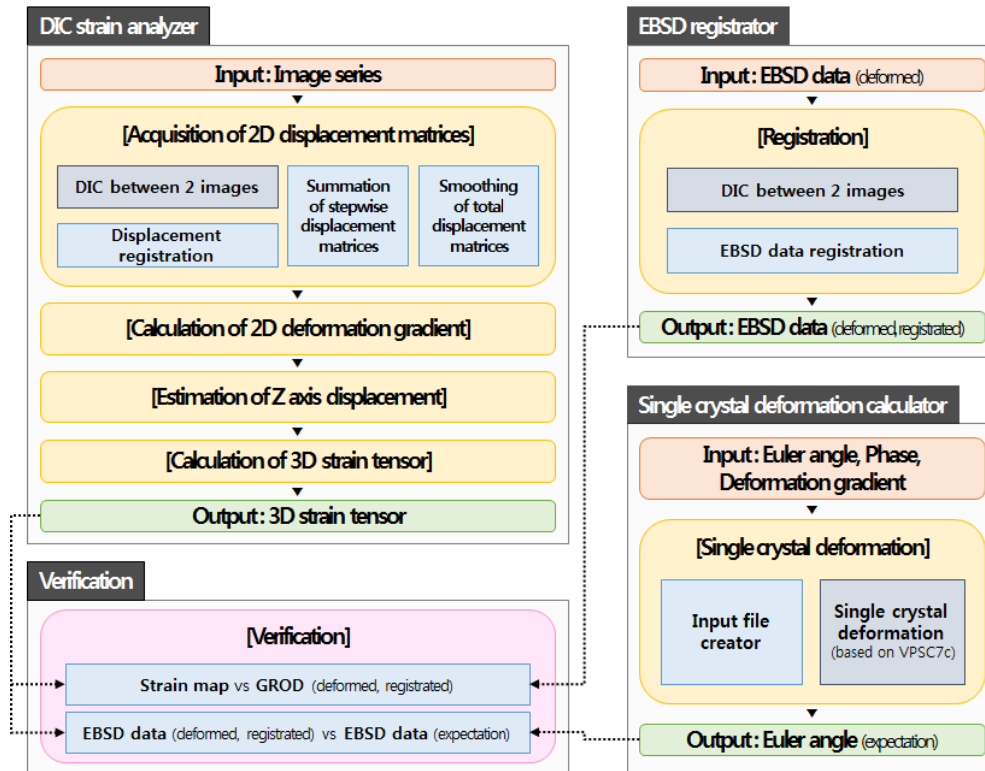 DIC strain analyzer
Input : Image series
[Acquisition of 2D displacement matrices]
DIC between 2 images
Displacement
registration
Summation
of stepwise
displacement
matrices
Smoothing
of total
displacement
matrices
[Calculation of 2D deformation gradient]
[Estimation of Z axis displacement]
[Calculation of 3D strain tensor]
Output : 3D strain tensor
Verification
[Verification]
Strain map vs GROD (deformed, registrated)
EBSD data (deformed, registrated) vs EBSD data (expectation)
EBSD registrator
Input : EBSD data (deformed)
[Registration]
DIC between 2 images
EBSD data registration
Output : EBSD data (deformed,registrated)
Single crystal deformation calculator
Input : Euler angle, Phase,
Deformation gradient
[Single crystal deformation]
Input file
creator
Single crystal
deformation
(based on VPSC7c)
Output : Euler angle (expectation)